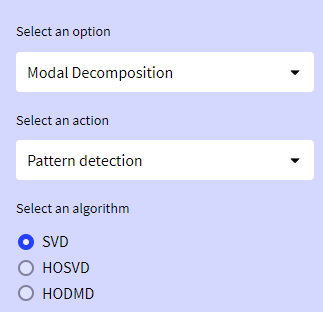 Select an option
Modal Decomposition
Select an action
Pattern detection
Select an algorithm
SVD
HOSVD
HODMD